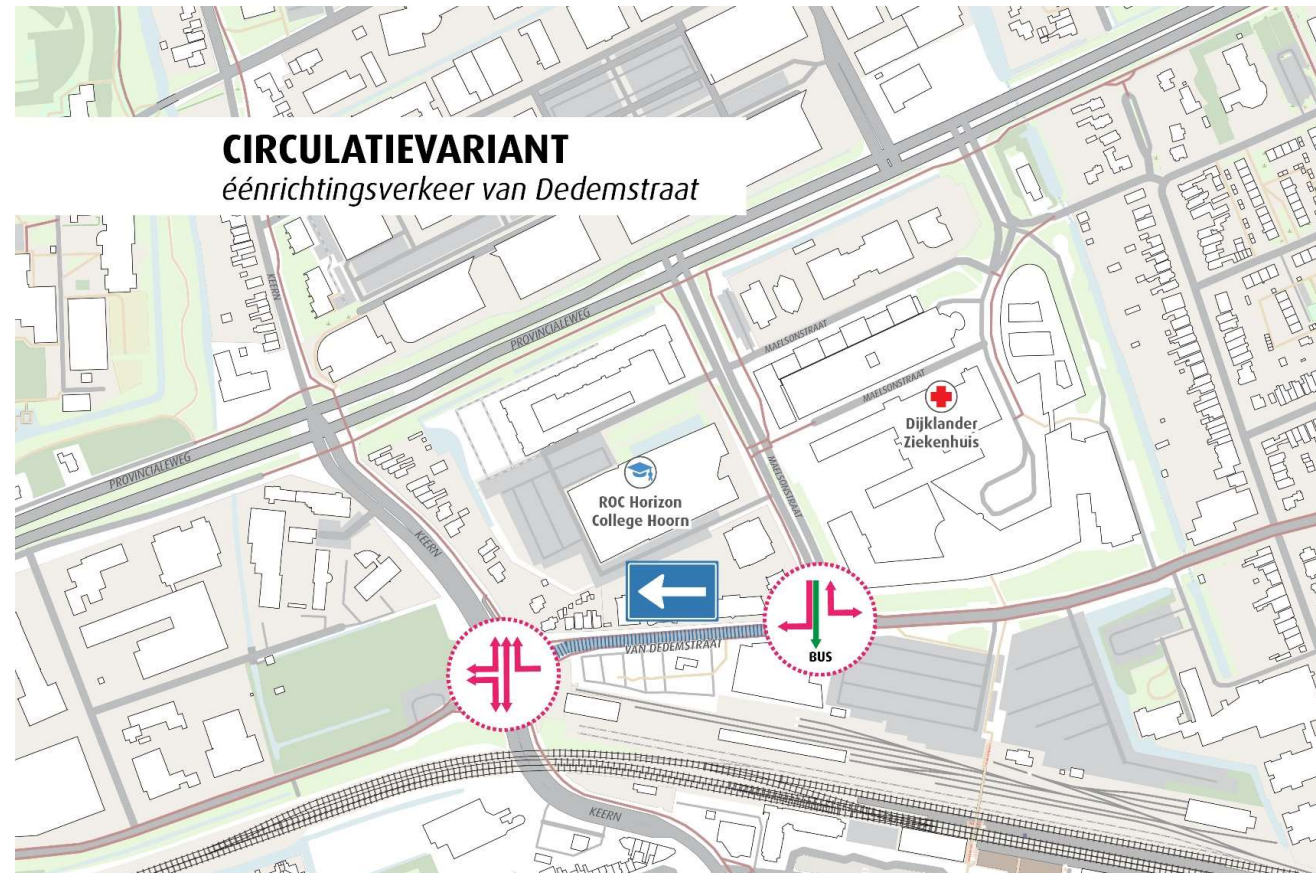 CIRCULATIEVARIANT
éénrichtingsverkeer van Dedemstraat
KEERN
PROVINCIALEWEG
MAELSONSTRAAT
MAELSONSTRAAT
Dijklander
Ziekenhuis
PROVINCIALEWEG
ROC Horizon
College Hoorn
MAELSONSTRAAT
KEERN
VAN DEDEMSTRAAT
BUS
KEERN